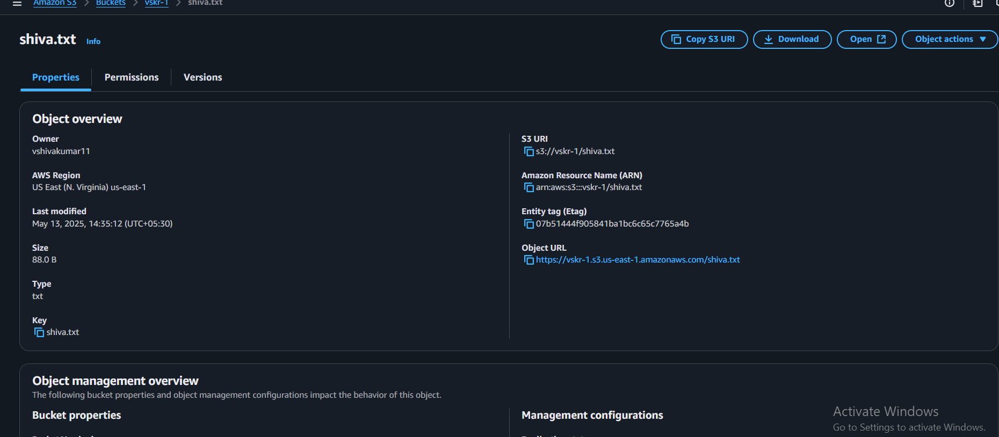 Amazon S3 > Buckets > vskr-1 > shiva.txt
shiva.txt Info
Copy S3 URI Download Open Object actions
Properties Permissions Versions
Object overview
Owner
vshivakumar11
AWS Region
US East (N. Virginia) us-east-1
Last modified
May 13, 2025, 14:35:12 (UTC+05:30)
Size
88.0 B
Type
txt
Key
shiva.txt
S3 URI
s3://vskr-1/shiva.txt
Amazon Resource Name (ARN)
arn:aws:s3:::vskr-1/shiva.txt
Entity tag (Etag)
07b51444f905841ba1bc6c65c7765a4b
Object URL
https://vskr-1.s3.us-east-1.amazonaws.com/shiva.txt
Object management overview
The following bucket properties and object management configurations impact the behavior of this object.
Bucket properties
Management configurations
Activate Windows
Go to Settings to activate Windows.